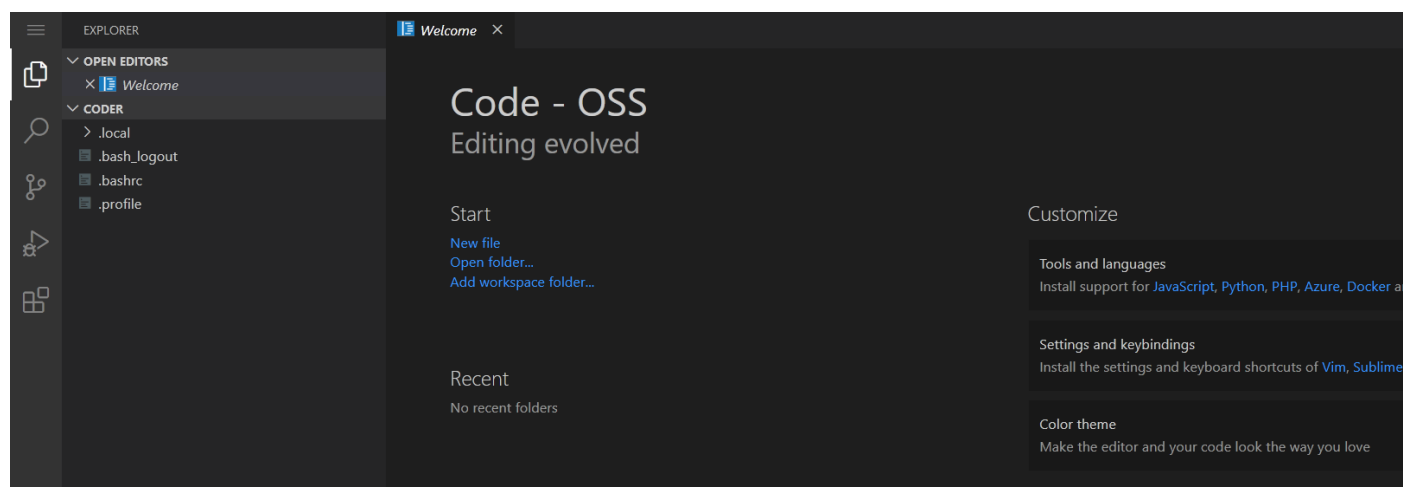 EXPLORER
OPEN EDITORS
Welcome
CODER
.local
.bash_logout
.bashrc
.profile
Welcome
Code - OSS
Editing evolved
Start
New file
Open folder...
Add workspace folder...
Recent
No recent folders
Customize
Tools and languages
Install support for JavaScript, Python, PHP, Azure, Docker
Settings and keybindings
Install the settings and keyboard shortcuts of Vim, Sublime
Color theme
Make the editor and your code look the way you love